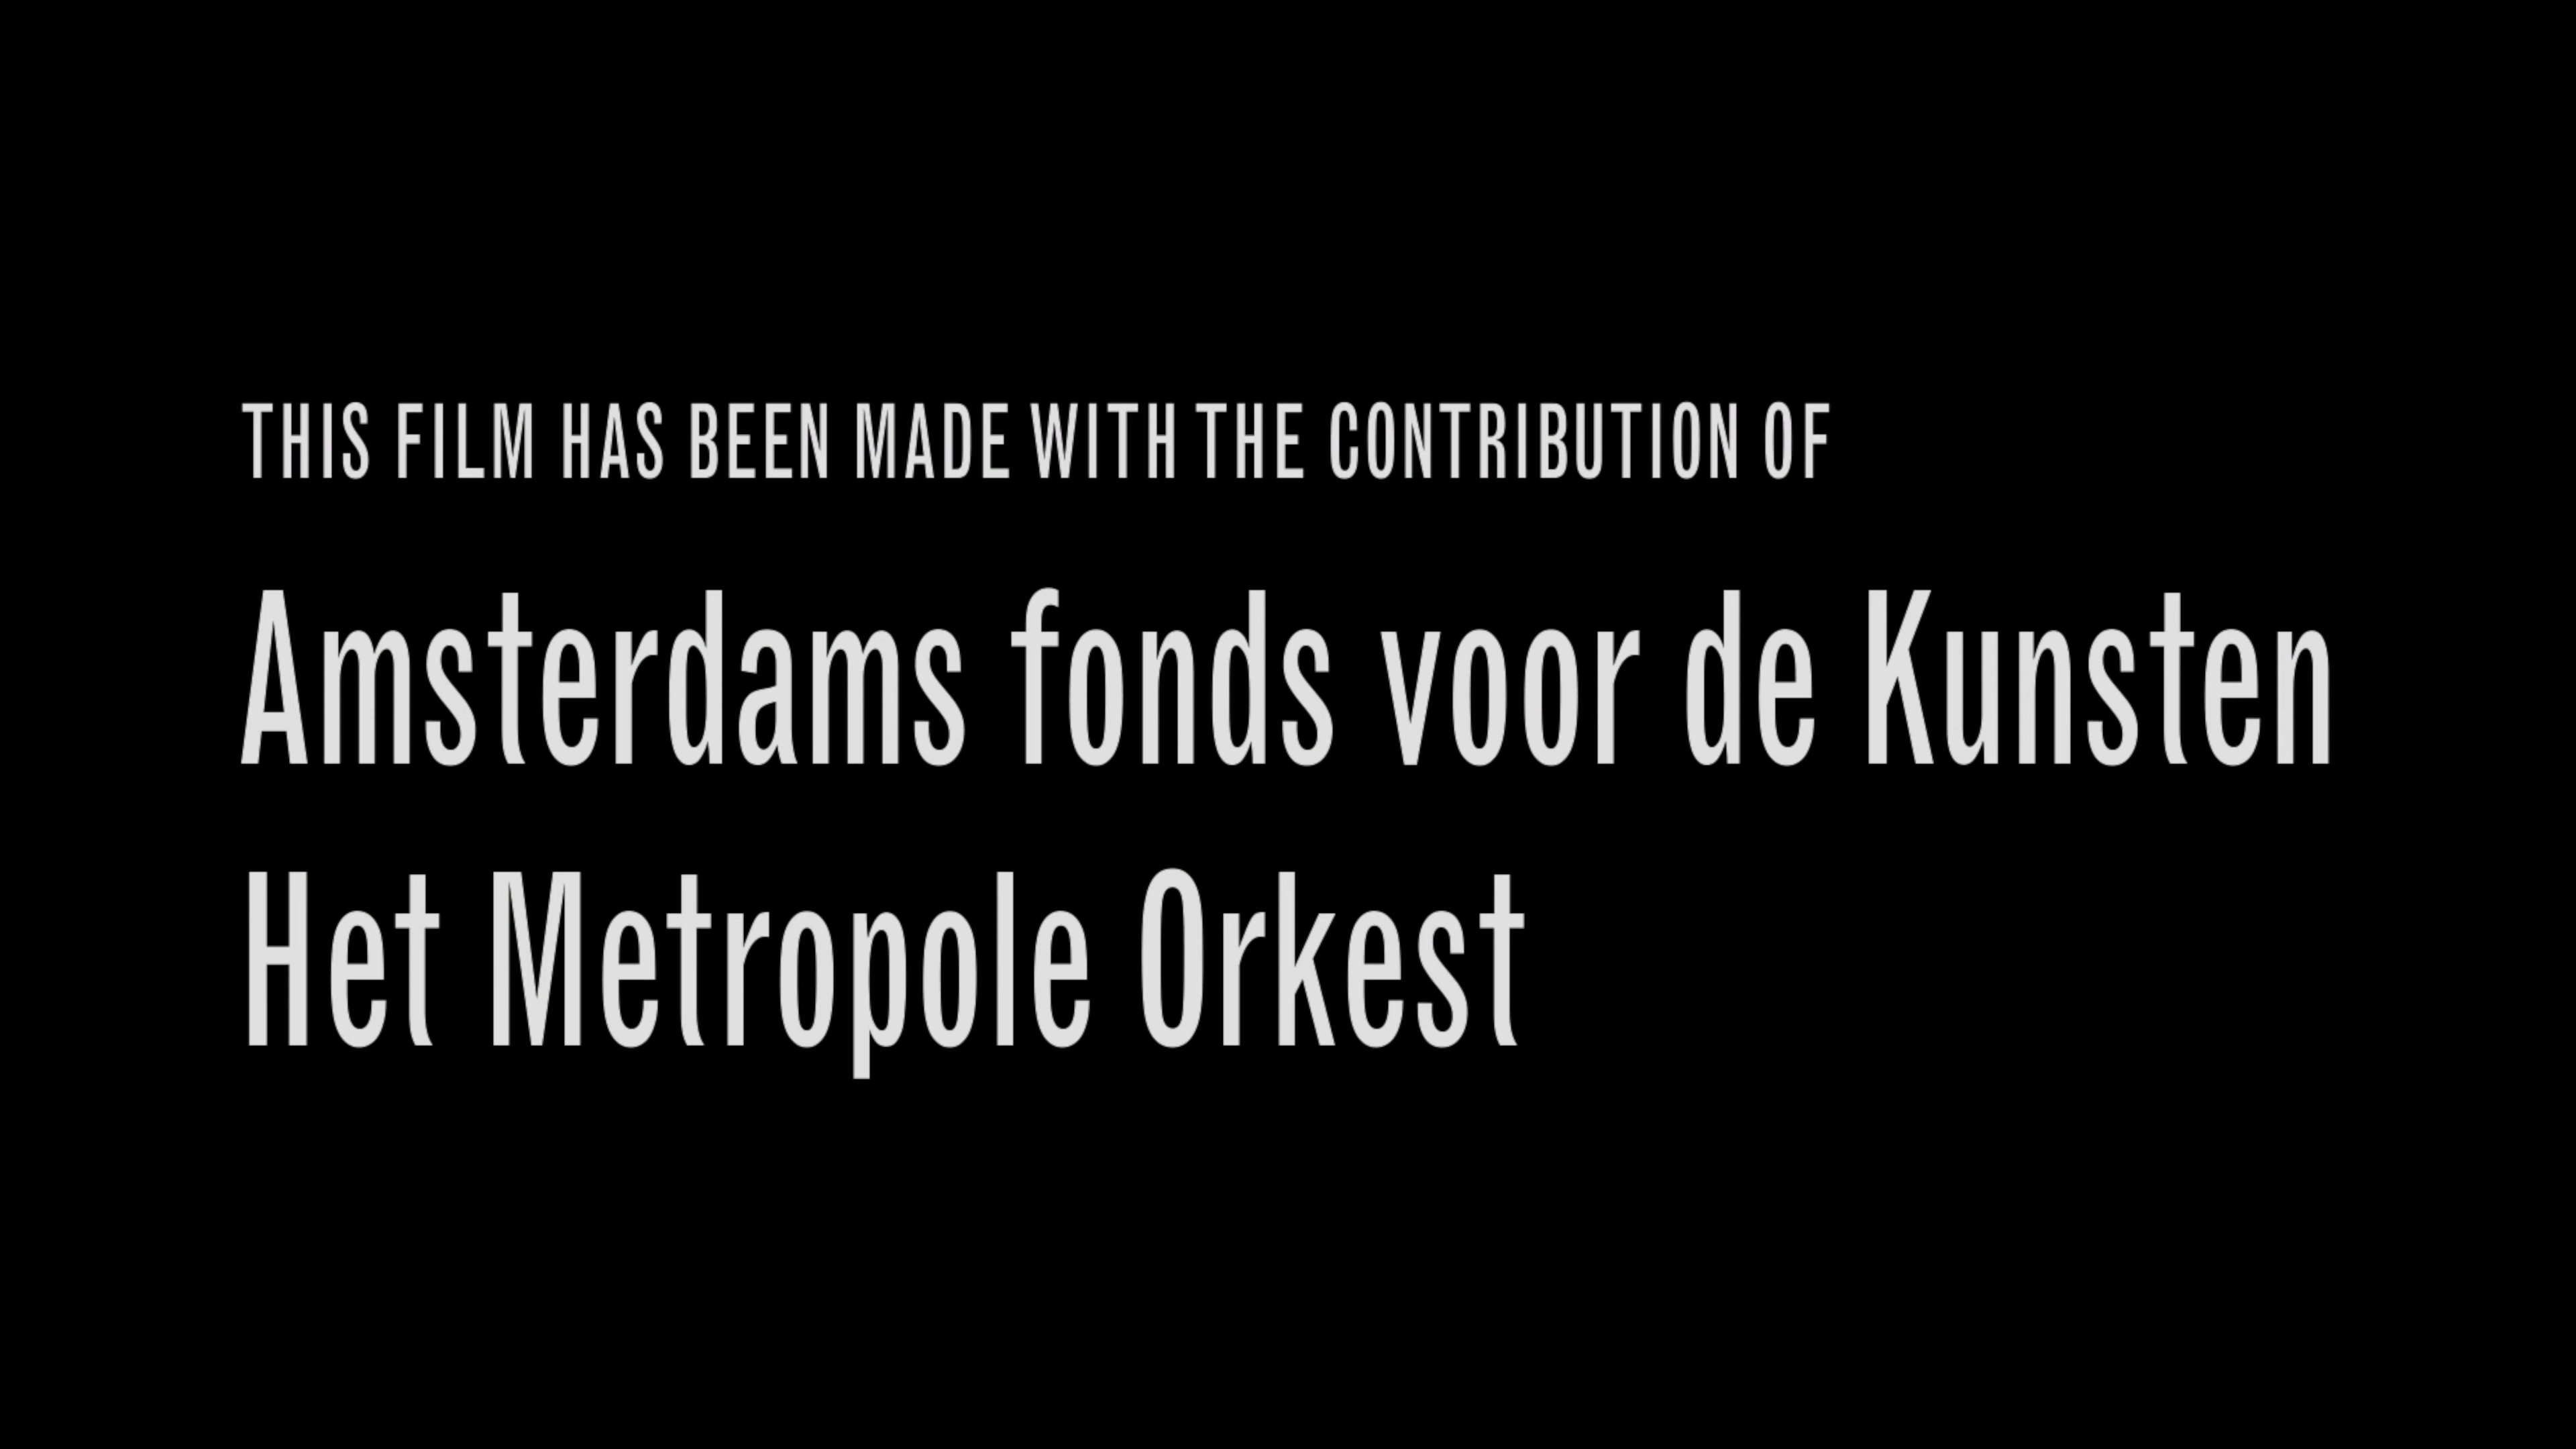 THIS FILM HAS BEEN MADE WITH THE CONTRIBUTION OF
Amsterdams fonds voor de Kunsten
Het Metropole Orkest